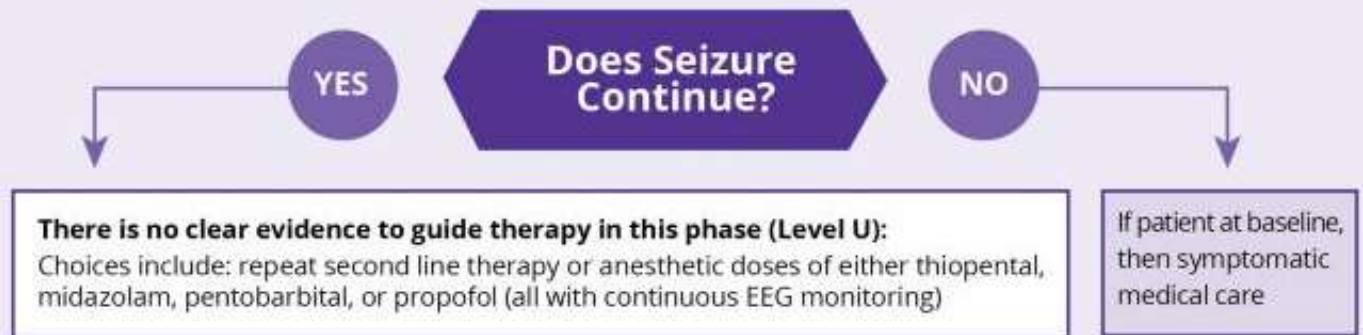 Does Seizure
Continue?
YES
NO
There is no clear evidence to guide therapy in this phase (Level U):
Choices include: repeat second line therapy or anesthetic doses of either thiopental,
midazolam, pentobarbital, or propofol (all with continuous EEG monitoring)
If patient at baseline,
then symptomatic
medical care